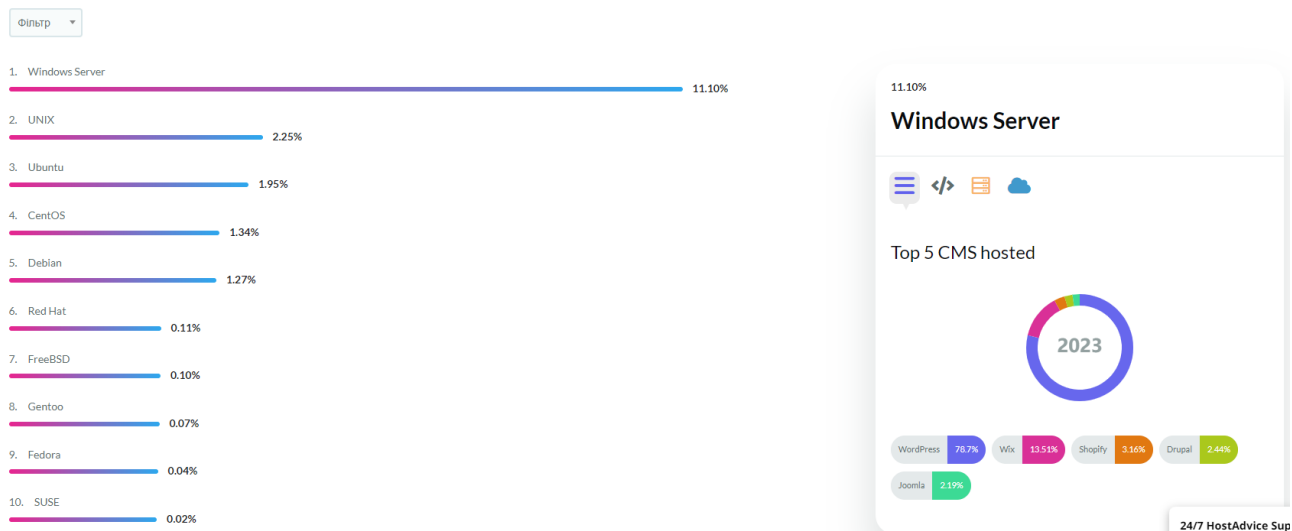 Фільтр
1. Windows Server
11.10%
2. UNIX
2.25%
3. Ubuntu
1.95%
4. CentOS
1.34%
5. Debian
1.27%
6. Red Hat
0.11%
7. FreeBSD
0.10%
8. Gentoo
0.07%
9. Fedora
0.04%
10. SUSE
0.02%
11.10%
Windows Server
</>
Top 5 CMS hosted
2023
WordPress 78.7% Wix 13.51% Shopify 3.16% Drupal 2.44%
Joomla 2.19%
24/7 HostAdvice Sup